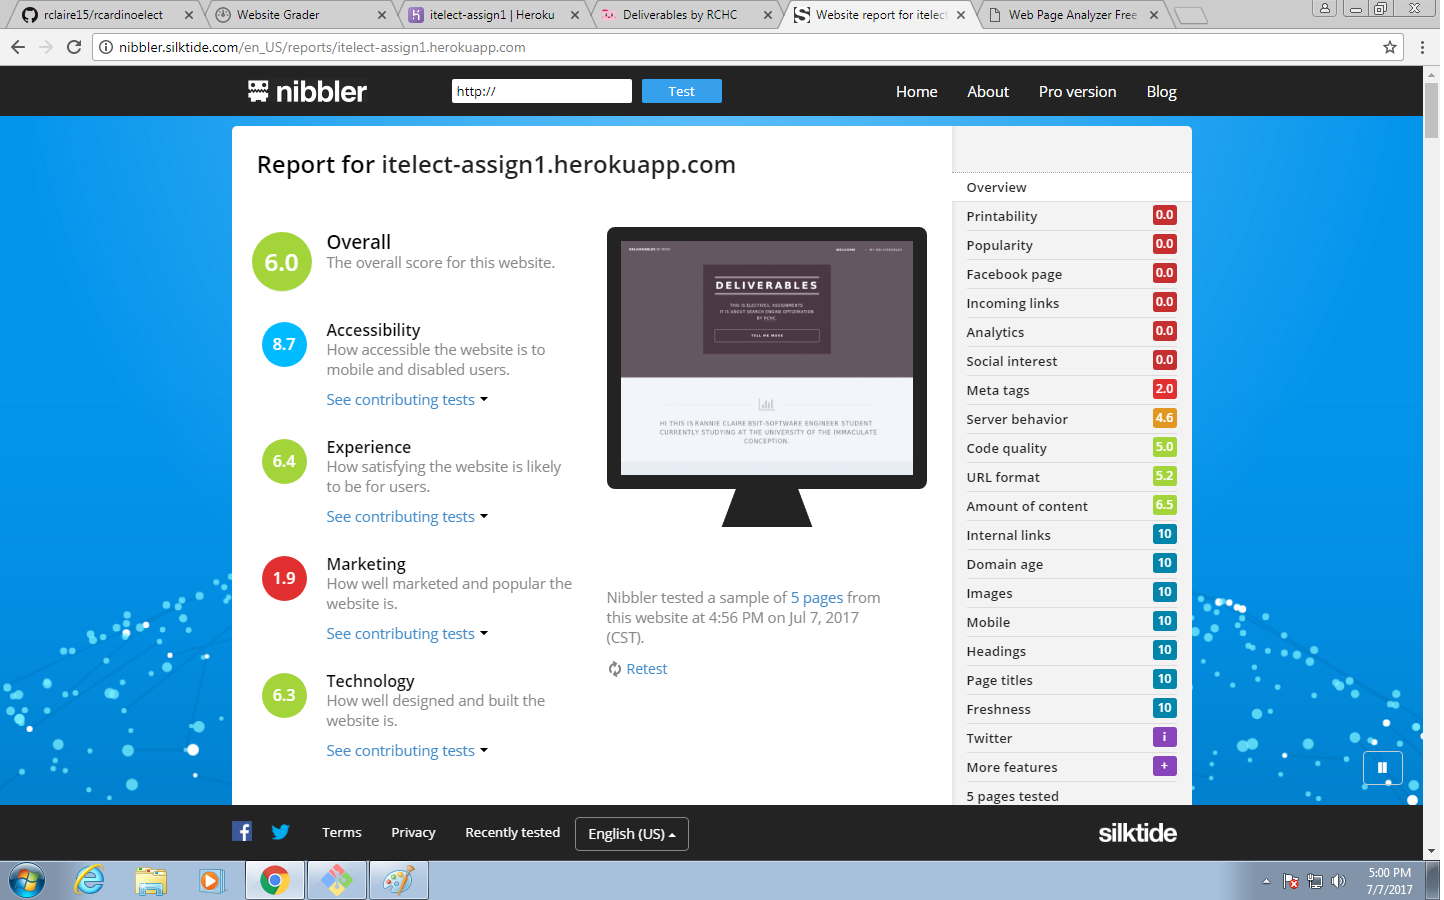 rclaire15/rcardinoelect
Website Grader
itelect-assign1 | Heroku
Deliverables by RCHC
Website report for itelect
Web Page Analyzer Free
nibbler.silktide.com/en_US/reports/itelect-assign1.herokuapp.com
nibbler
http://
Test
Home
About
Pro version
Blog
Report for itelect-assign1.herokuapp.com
6.0
Overall
The overall score for this website.
8.7
Accessibility
How accessible the website is to
mobile and disabled users.
See contributing tests
6.4
Experience
How satisfying the website is likely
to be for users.
See contributing tests
1.9
Marketing
How well marketed and popular the
website is.
See contributing tests
6.3
Technology
How well designed and built the
website is.
See contributing tests
DELIVERABLES BY RCHC
WELCOME
MY DELIVERABLES
DELIVERABLES
THIS IS ELECTIVE3, ASSIGNMENTS
IT IS ABOUT SEARCH ENGINE OPTIZIMATION
BY RCHC.
TELL ME MORE
HI THIS IS RANNIE CLAIRE BSIT-SOFTWARE ENGINEER STUDENT
CURRENTLY STUDYING AT THE UNIVERSITY OF THE IMMACULATE
CONCEPTION.
Nibbler tested a sample of 5 pages from
this website at 4:56 PM on Jul 7, 2017
(CST).
Retest
Overview
Printability 0.0
Popularity 0.0
Facebook page 0.0
Incoming links 0.0
Analytics 0.0
Social interest 0.0
Meta tags 2.0
Server behavior 4.6
Code quality 5.0
URL format 5.2
Amount of content 6.5
Internal links 10
Domain age 10
Images 10
Mobile 10
Headings 10
Page titles 10
Freshness 10
Twitter i
More features +
5 pages tested
Terms
Privacy
Recently tested
English (US)
silktide
5:00 PM
7/7/2017